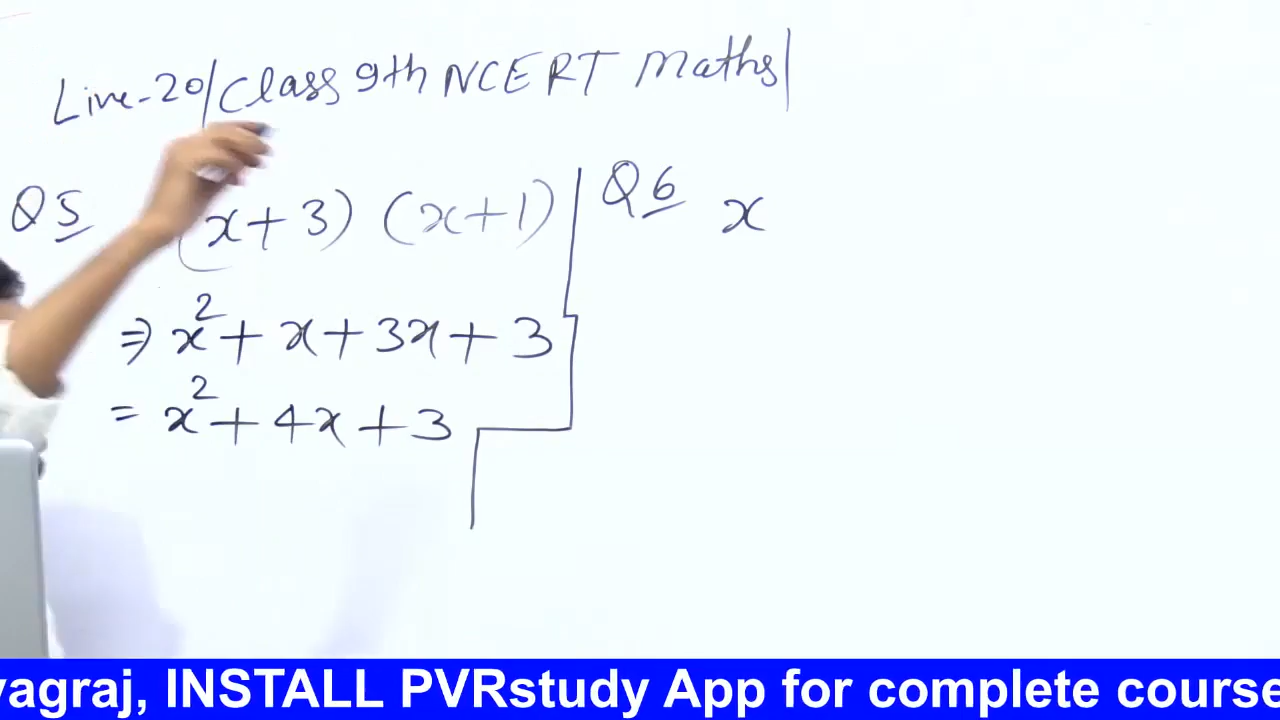 Live-20/Class 9th NCERT Maths|
Q5 (x+3) (x+1)
⇒ x²+x+3x+3
= x²+4x+3
Q6 x
yagraj, INSTALL PVRstudy App for complete course